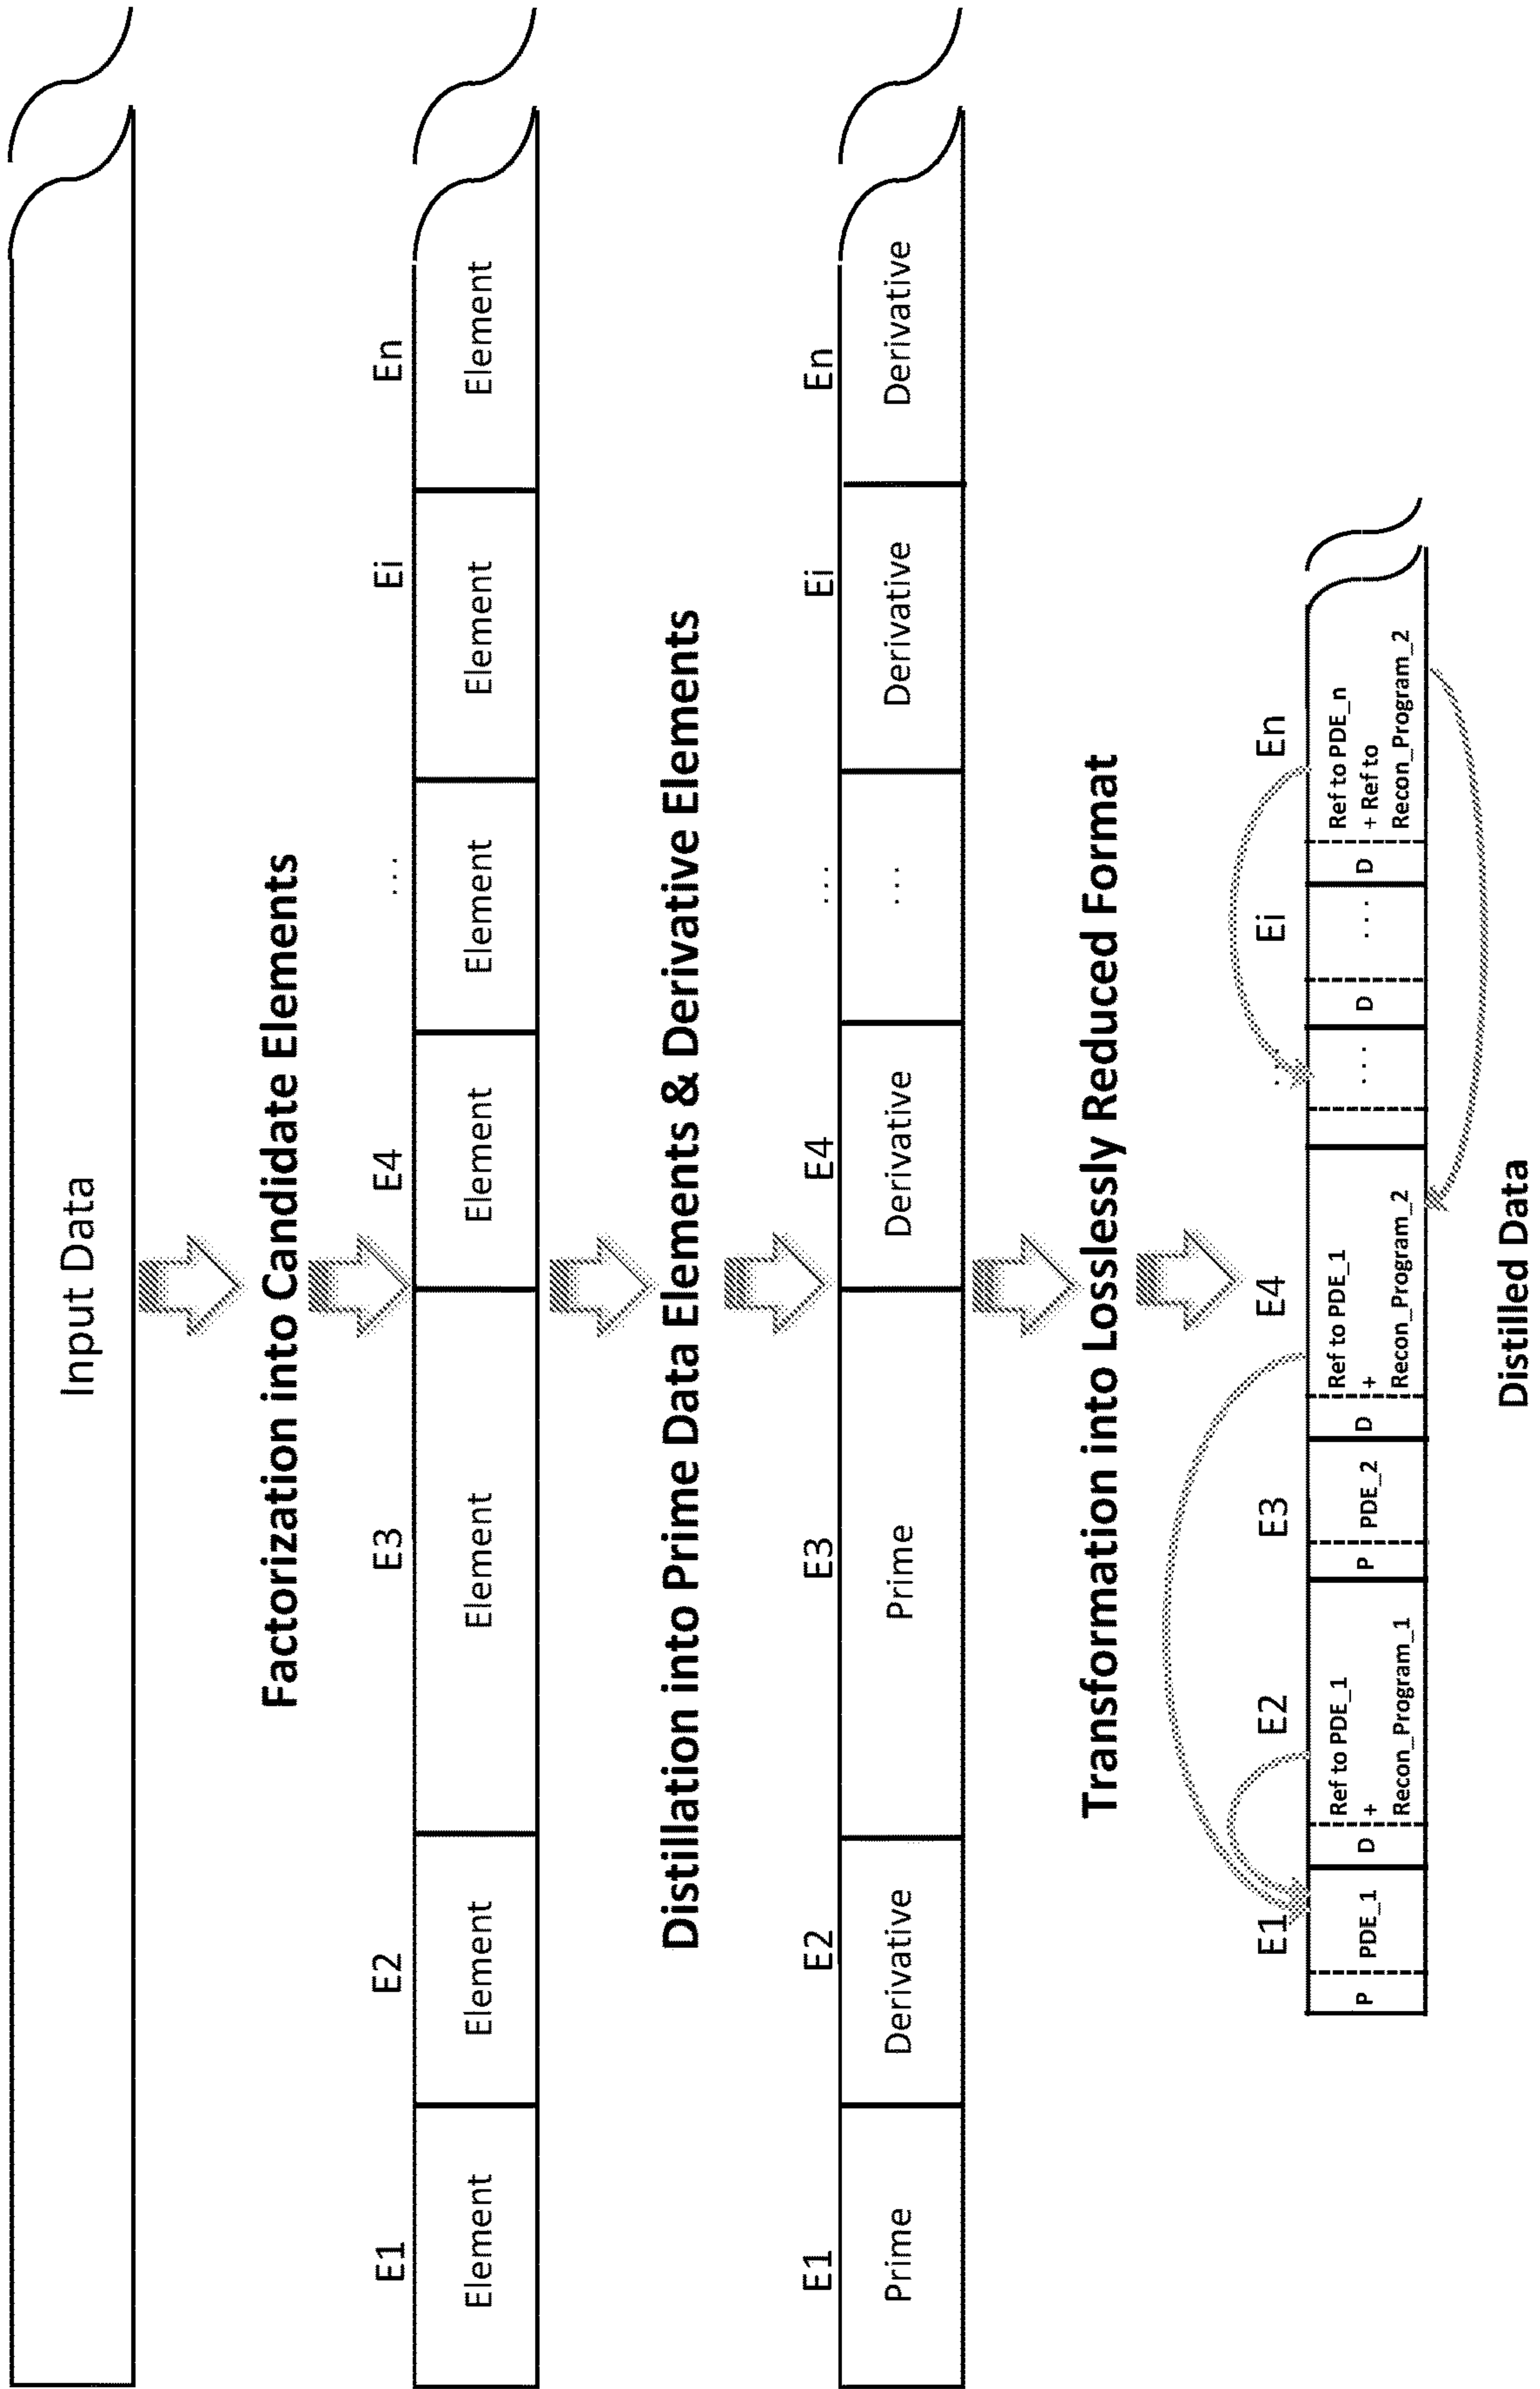 Input Data
Factorization into Candidate Elements
E1 E2 E3 E4 ... Ei En
Element Element Element Element Element Element Element
Distillation into Prime Data Elements & Derivative Elements
E1 E2 E3 E4 ... Ei En
Prime Derivative Prime Derivative ... Derivative Derivative
Transformation into Losslessly Reduced Format
E1 E2 E3 E4 ... Ei En
P PDE_1
D Ref to PDE_1
+
Recon_Program_1
P PDE_2
D Ref to PDE_1
+
Recon_Program_2
...
D ...
D Ref to PDE_n
+ Ref to
Recon_Program_2
Distilled Data